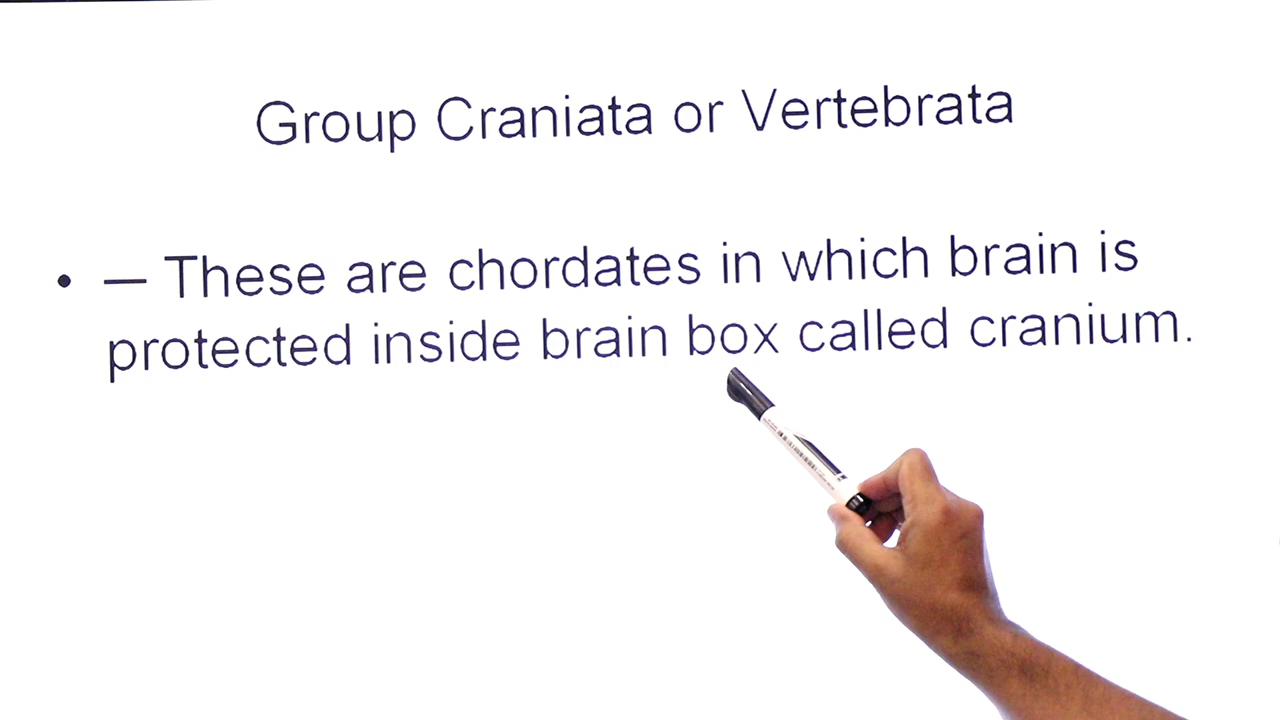 Group Craniata or Vertebrata
• — These are chordates in which brain is
protected inside brain box called cranium.